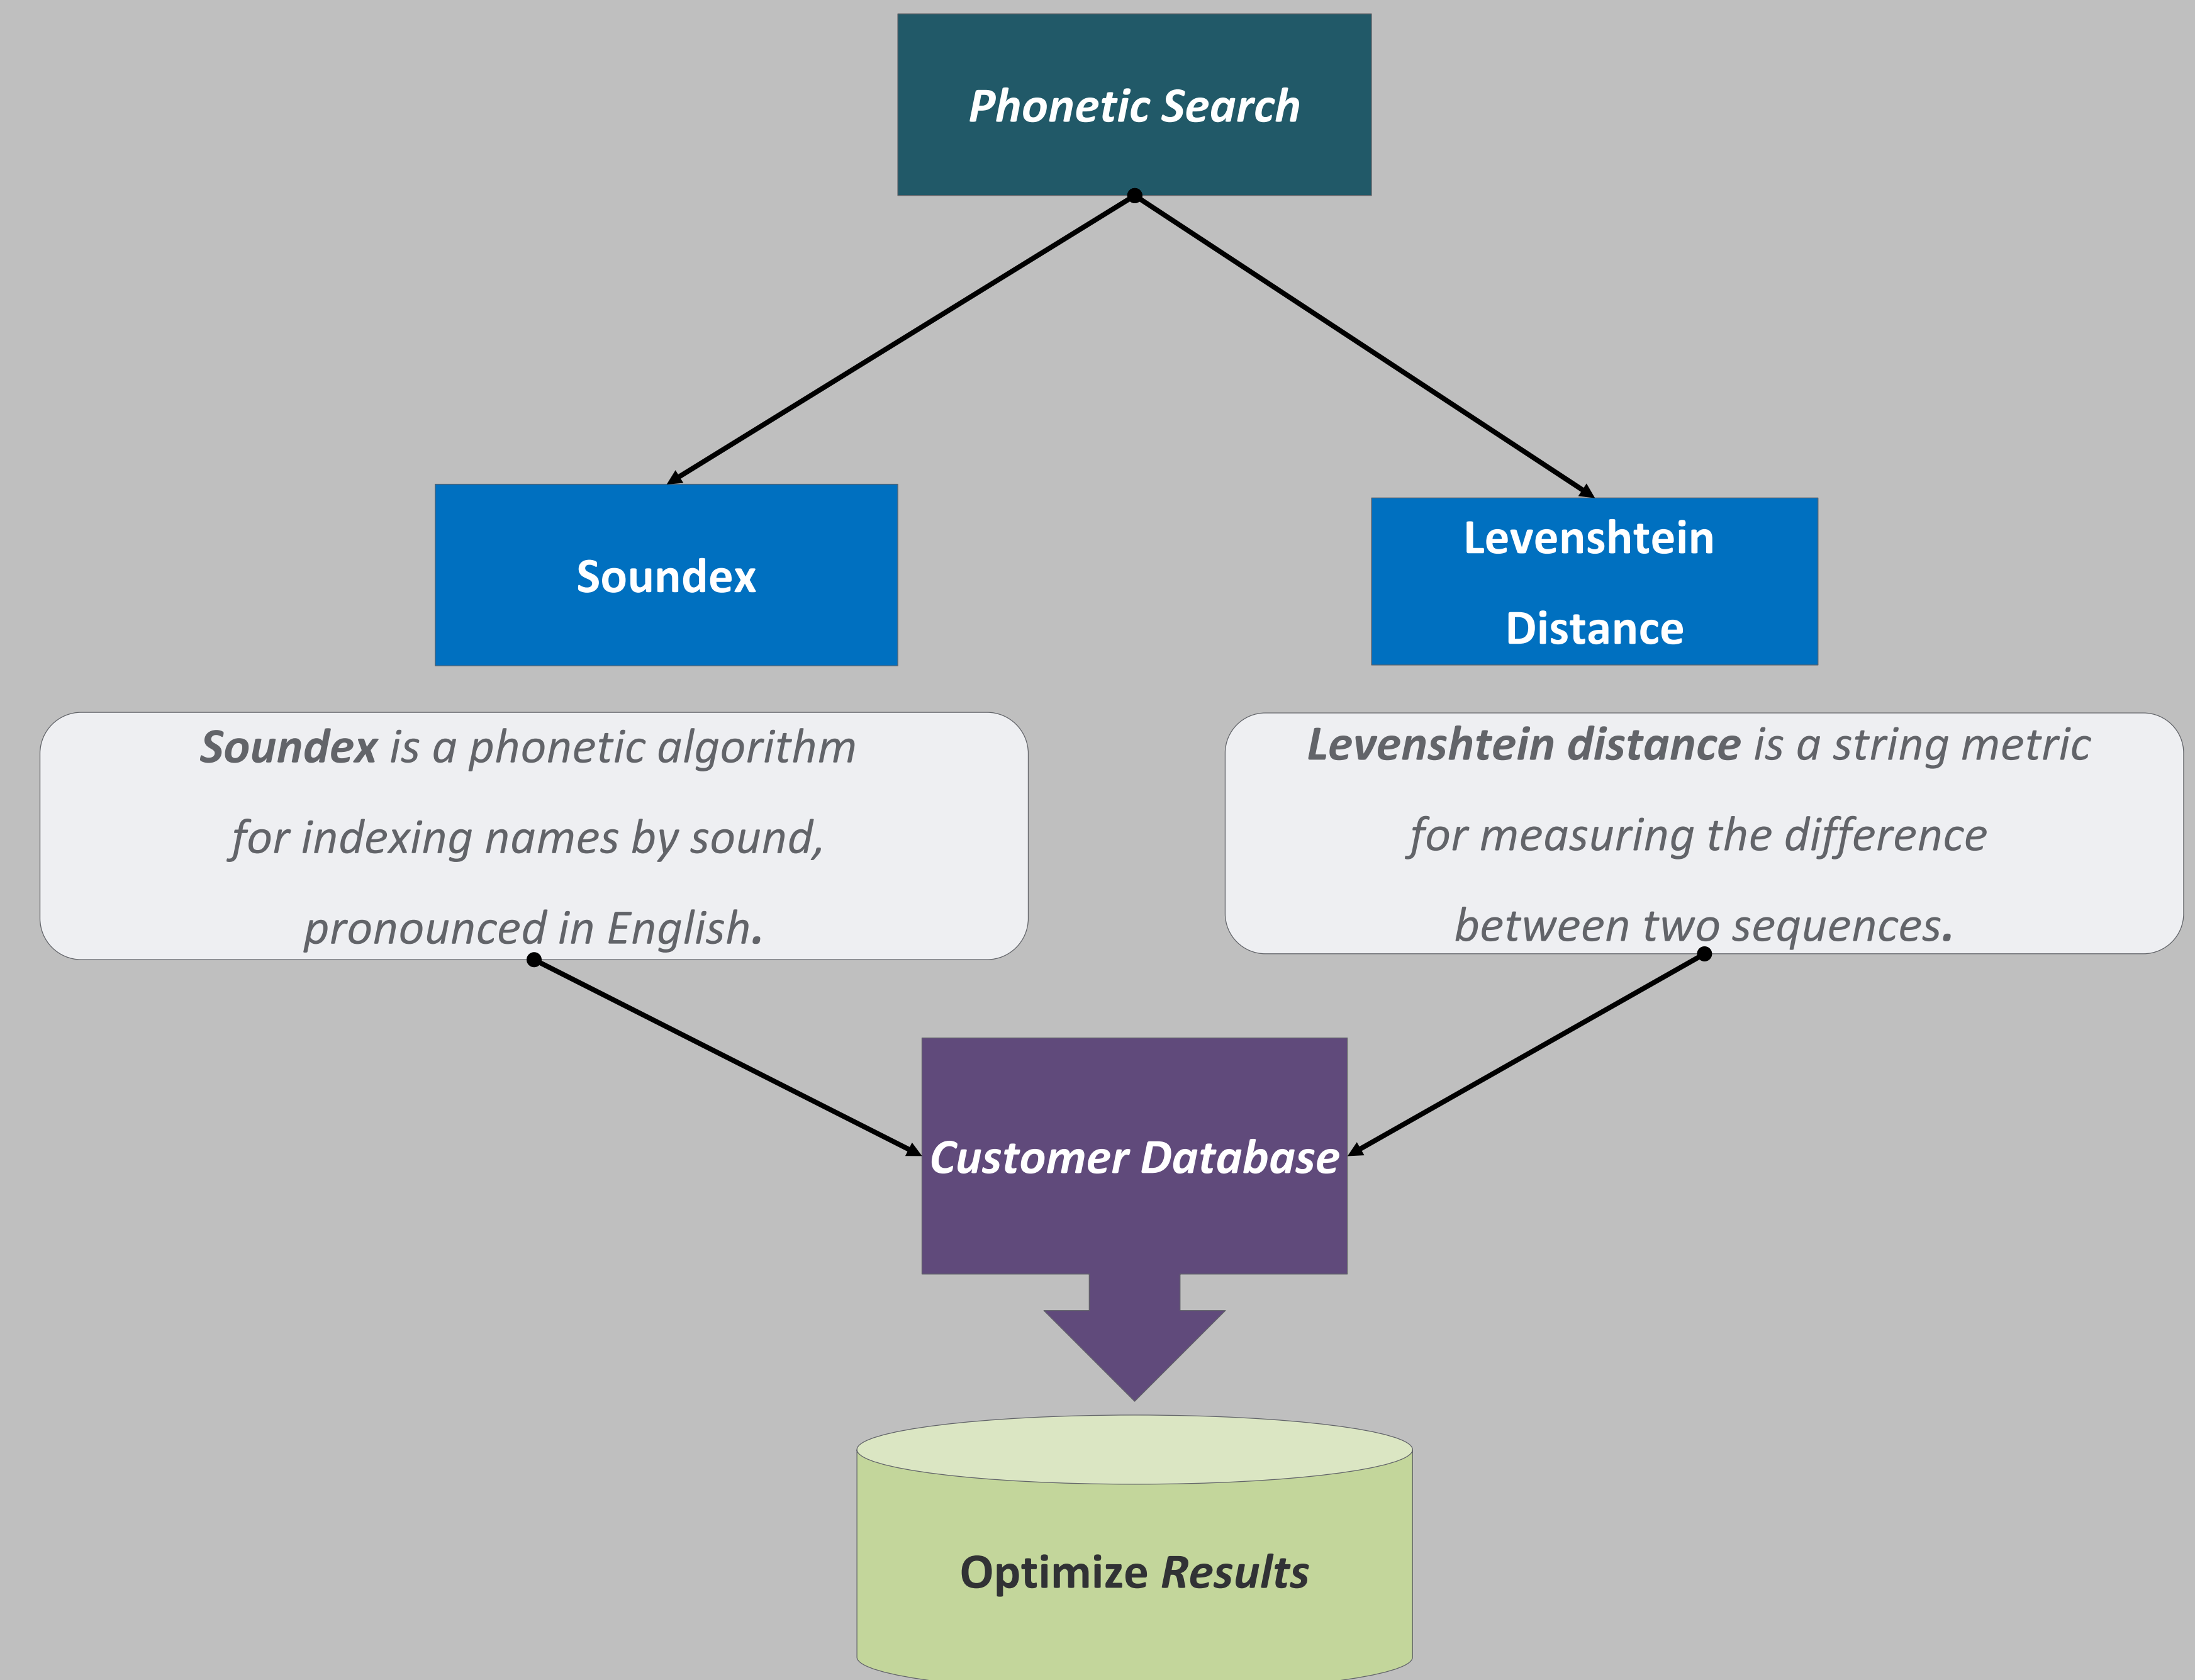 Phonetic Search
Soundex
Levenshtein
Distance
Soundex is a phonetic algorithm
for indexing names by sound,
pronounced in English.
Levenshtein distance is a string metric
for measuring the difference
between two sequences.
Customer Database
Optimize Results